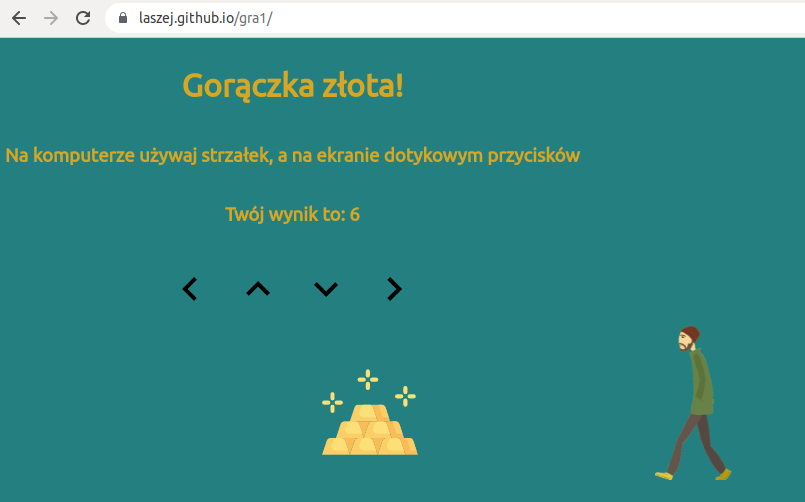 laszej.github.io/gra1/
Gorączka złota!
Na komputerze używaj strzałek, a na ekranie dotykowym przycisków
Twój wynik to: 6